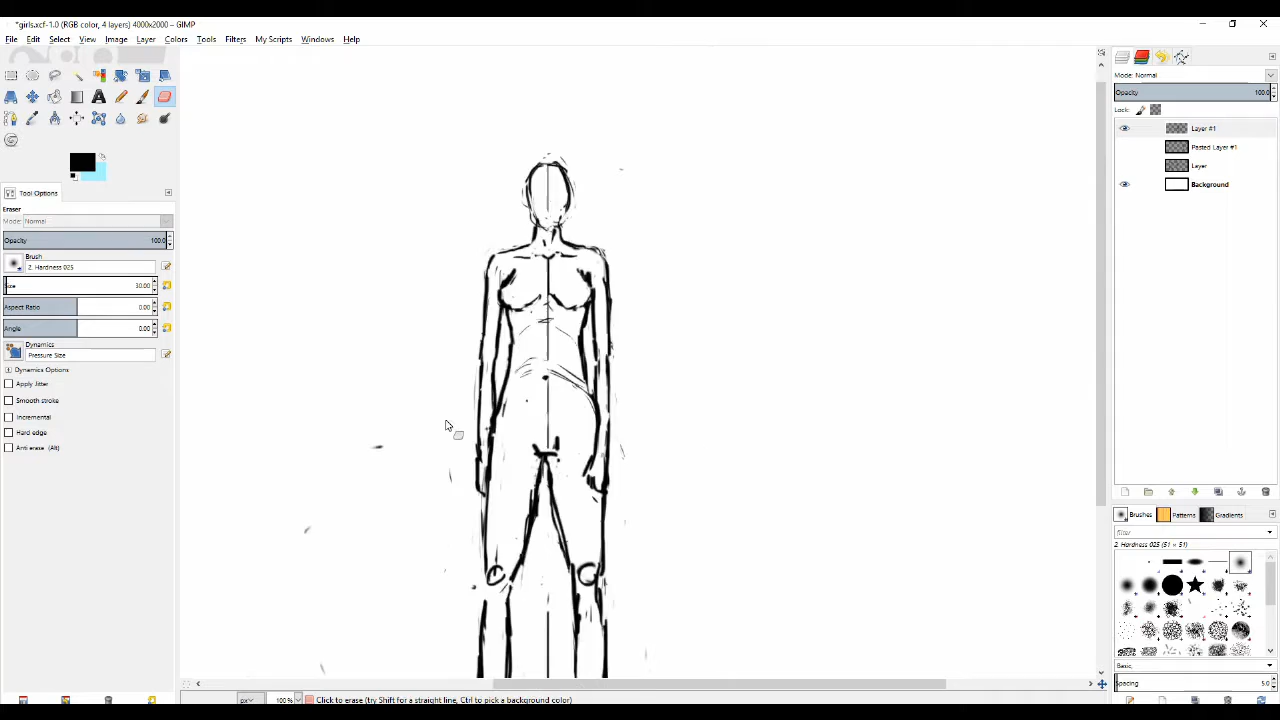 *girls.xcf-1.0 (RGB color, 4 layers) 4000x2000 – GIMP
File Edit Select View Image Layer Colors Tools Filters My Scripts Windows Help
Mode: Normal
Opacity 100.0
Lock:
Layer #1
Pasted Layer #1
Layer
Background
Tool Options
Eraser
Mode: Normal
Opacity 100.0
Brush
2. Hardness 025
Size 30.00
Aspect Ratio 0.00
Angle 0.00
Dynamics
Pressure Size
Dynamics Options
Apply Jitter
Smooth stroke
Incremental
Hard edge
Anti erase (Alt)
Brushes Patterns Gradients
filter
2. Hardness 025 (51 × 51)
Basic,
Spacing 5.0
px 100% Click to erase (try Shift for a straight line, Ctrl to pick a background color)